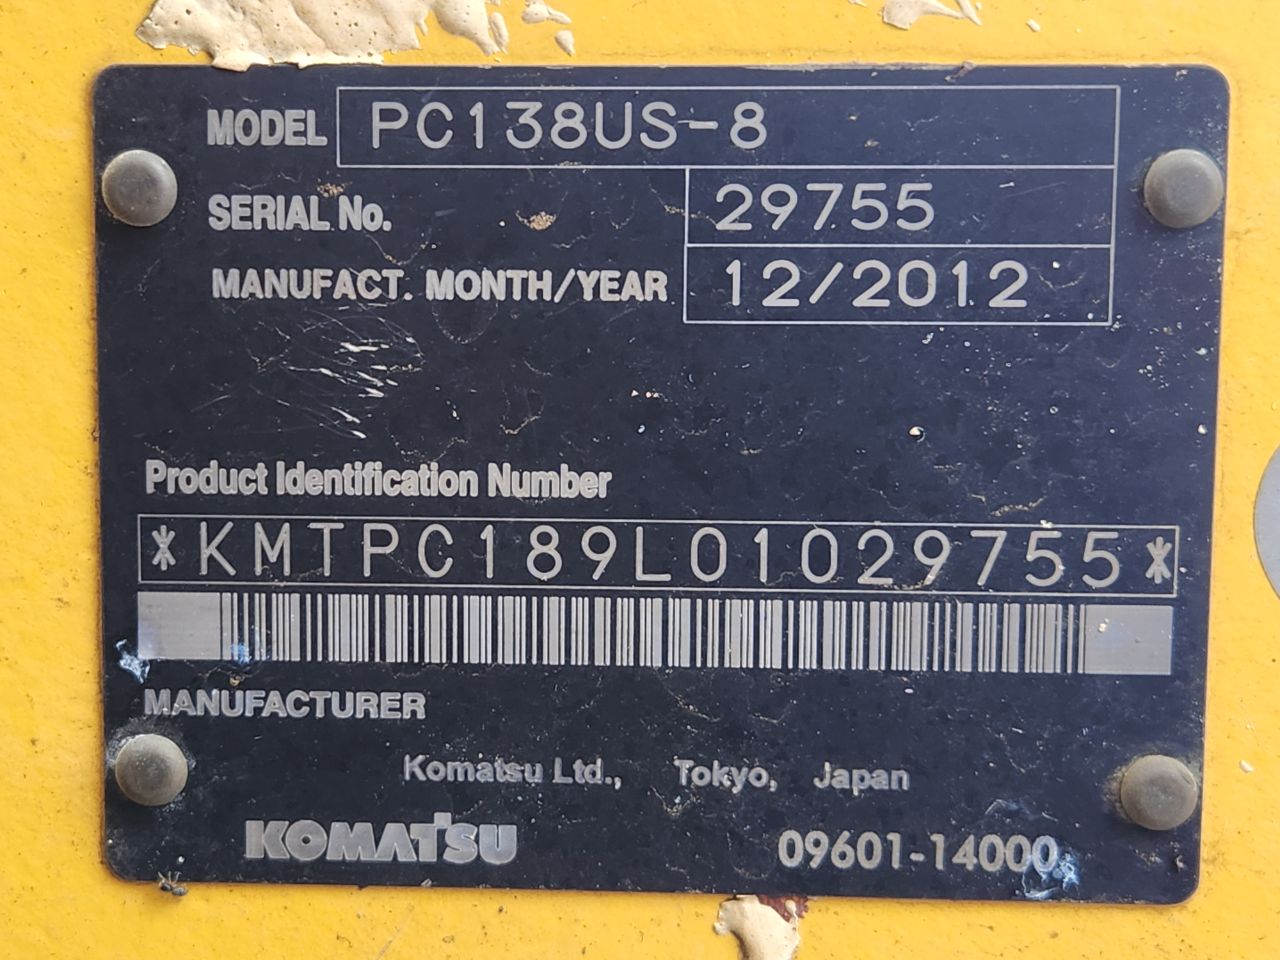 MODEL PC138US-8
SERIAL No. 29755
MANUFACT. MONTH/YEAR 12/2012
Product Identification Number
*KMTPC189L01029755*
MANUFACTURER
Komatsu Ltd., Tokyo, Japan
KOMATSU 09601-14000